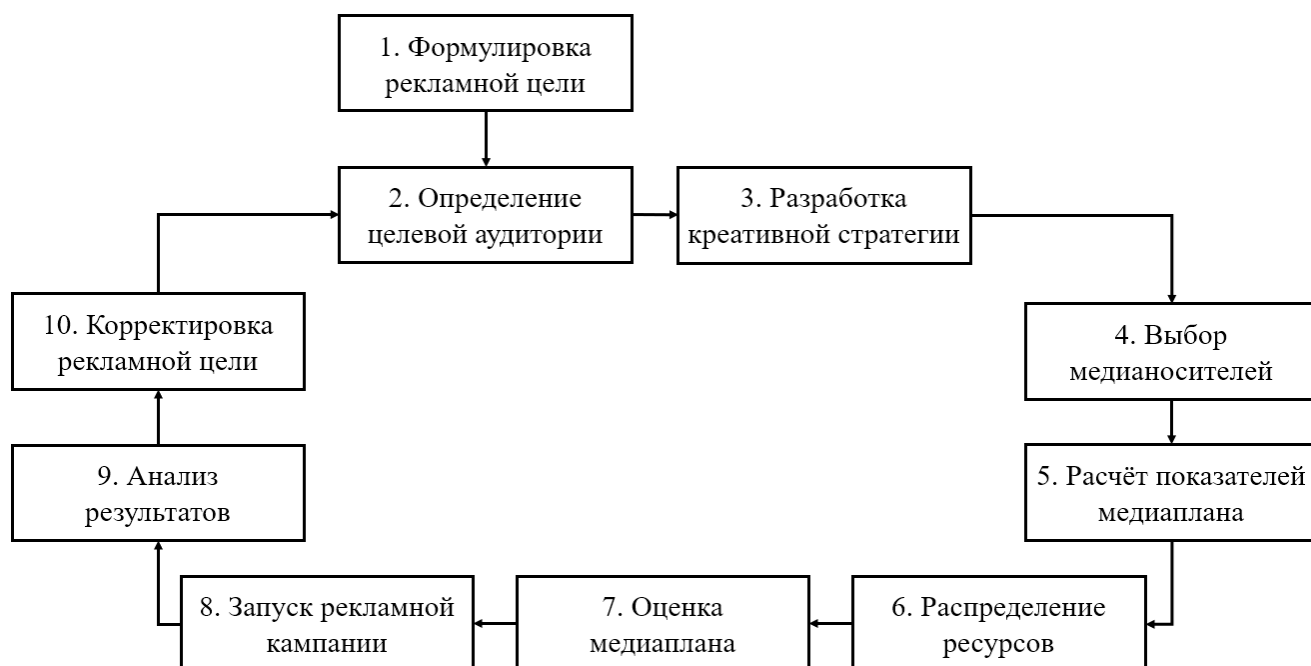 1. Формулировка
рекламной цели
2. Определение
целевой аудитории
3. Разработка
креативной стратегии
4. Выбор
медианосителей
5. Расчёт показателей
медиаплана
6. Распределение
ресурсов
7. Оценка
медиаплана
8. Запуск рекламной
кампании
9. Анализ
результатов
10. Корректировка
рекламной цели